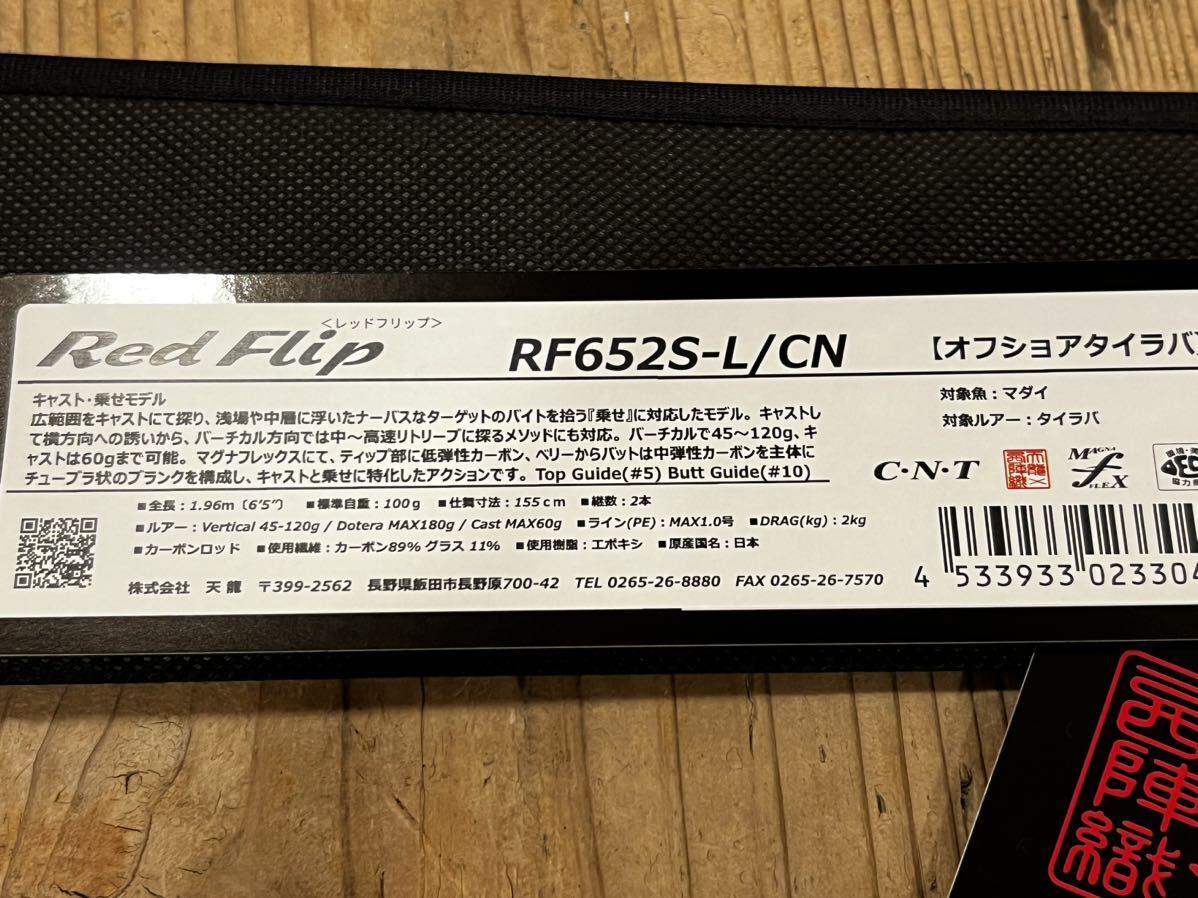 ＜レッドフリップ＞
Red Flip
RF652S-L/CN
【オフショアタイラバ】
キャスト・乗せモデル
広範囲をキャストにて探り、浅場や中層に浮いたナーバスなターゲットのバイトを拾う『乗せ』に対応したモデル。キャストし
て横方向への誘いから、バーチカル方向では中～高速リトリーブに探るメソッドにも対応。バーチカルで45～120g、キ
ャストは60gまで可能。マグナフレックスにて、ティップ部に低弾性カーボン、ベリーからバットは中弾性カーボンを主体に
チューブラ状のブランクを構成し、キャストと乗せに特化したアクションです。Top Guide(#5) Butt Guide(#10)
対象魚：マダイ
対象ルアー：タイラバ
C・N・T
MAGNA
FLEX
■全長：1.96m〔6'5"〕 ■標準自重：100g ■仕舞寸法：155cm ■継数：2本
■ルアー：Vertical 45-120g / Dotera MAX180g / Cast MAX60g ■ライン(PE)：MAX1.0号 ■DRAG(kg)：2kg
■カーボンロッド ■使用繊維：カーボン89% グラス 11% ■使用樹脂：エポキシ ■原産国名：日本
株式会社 天龍 〒399-2562 長野県飯田市長野原700-42 TEL 0265-26-8880 FAX 0265-26-7570
4 533933 023304
西陣織